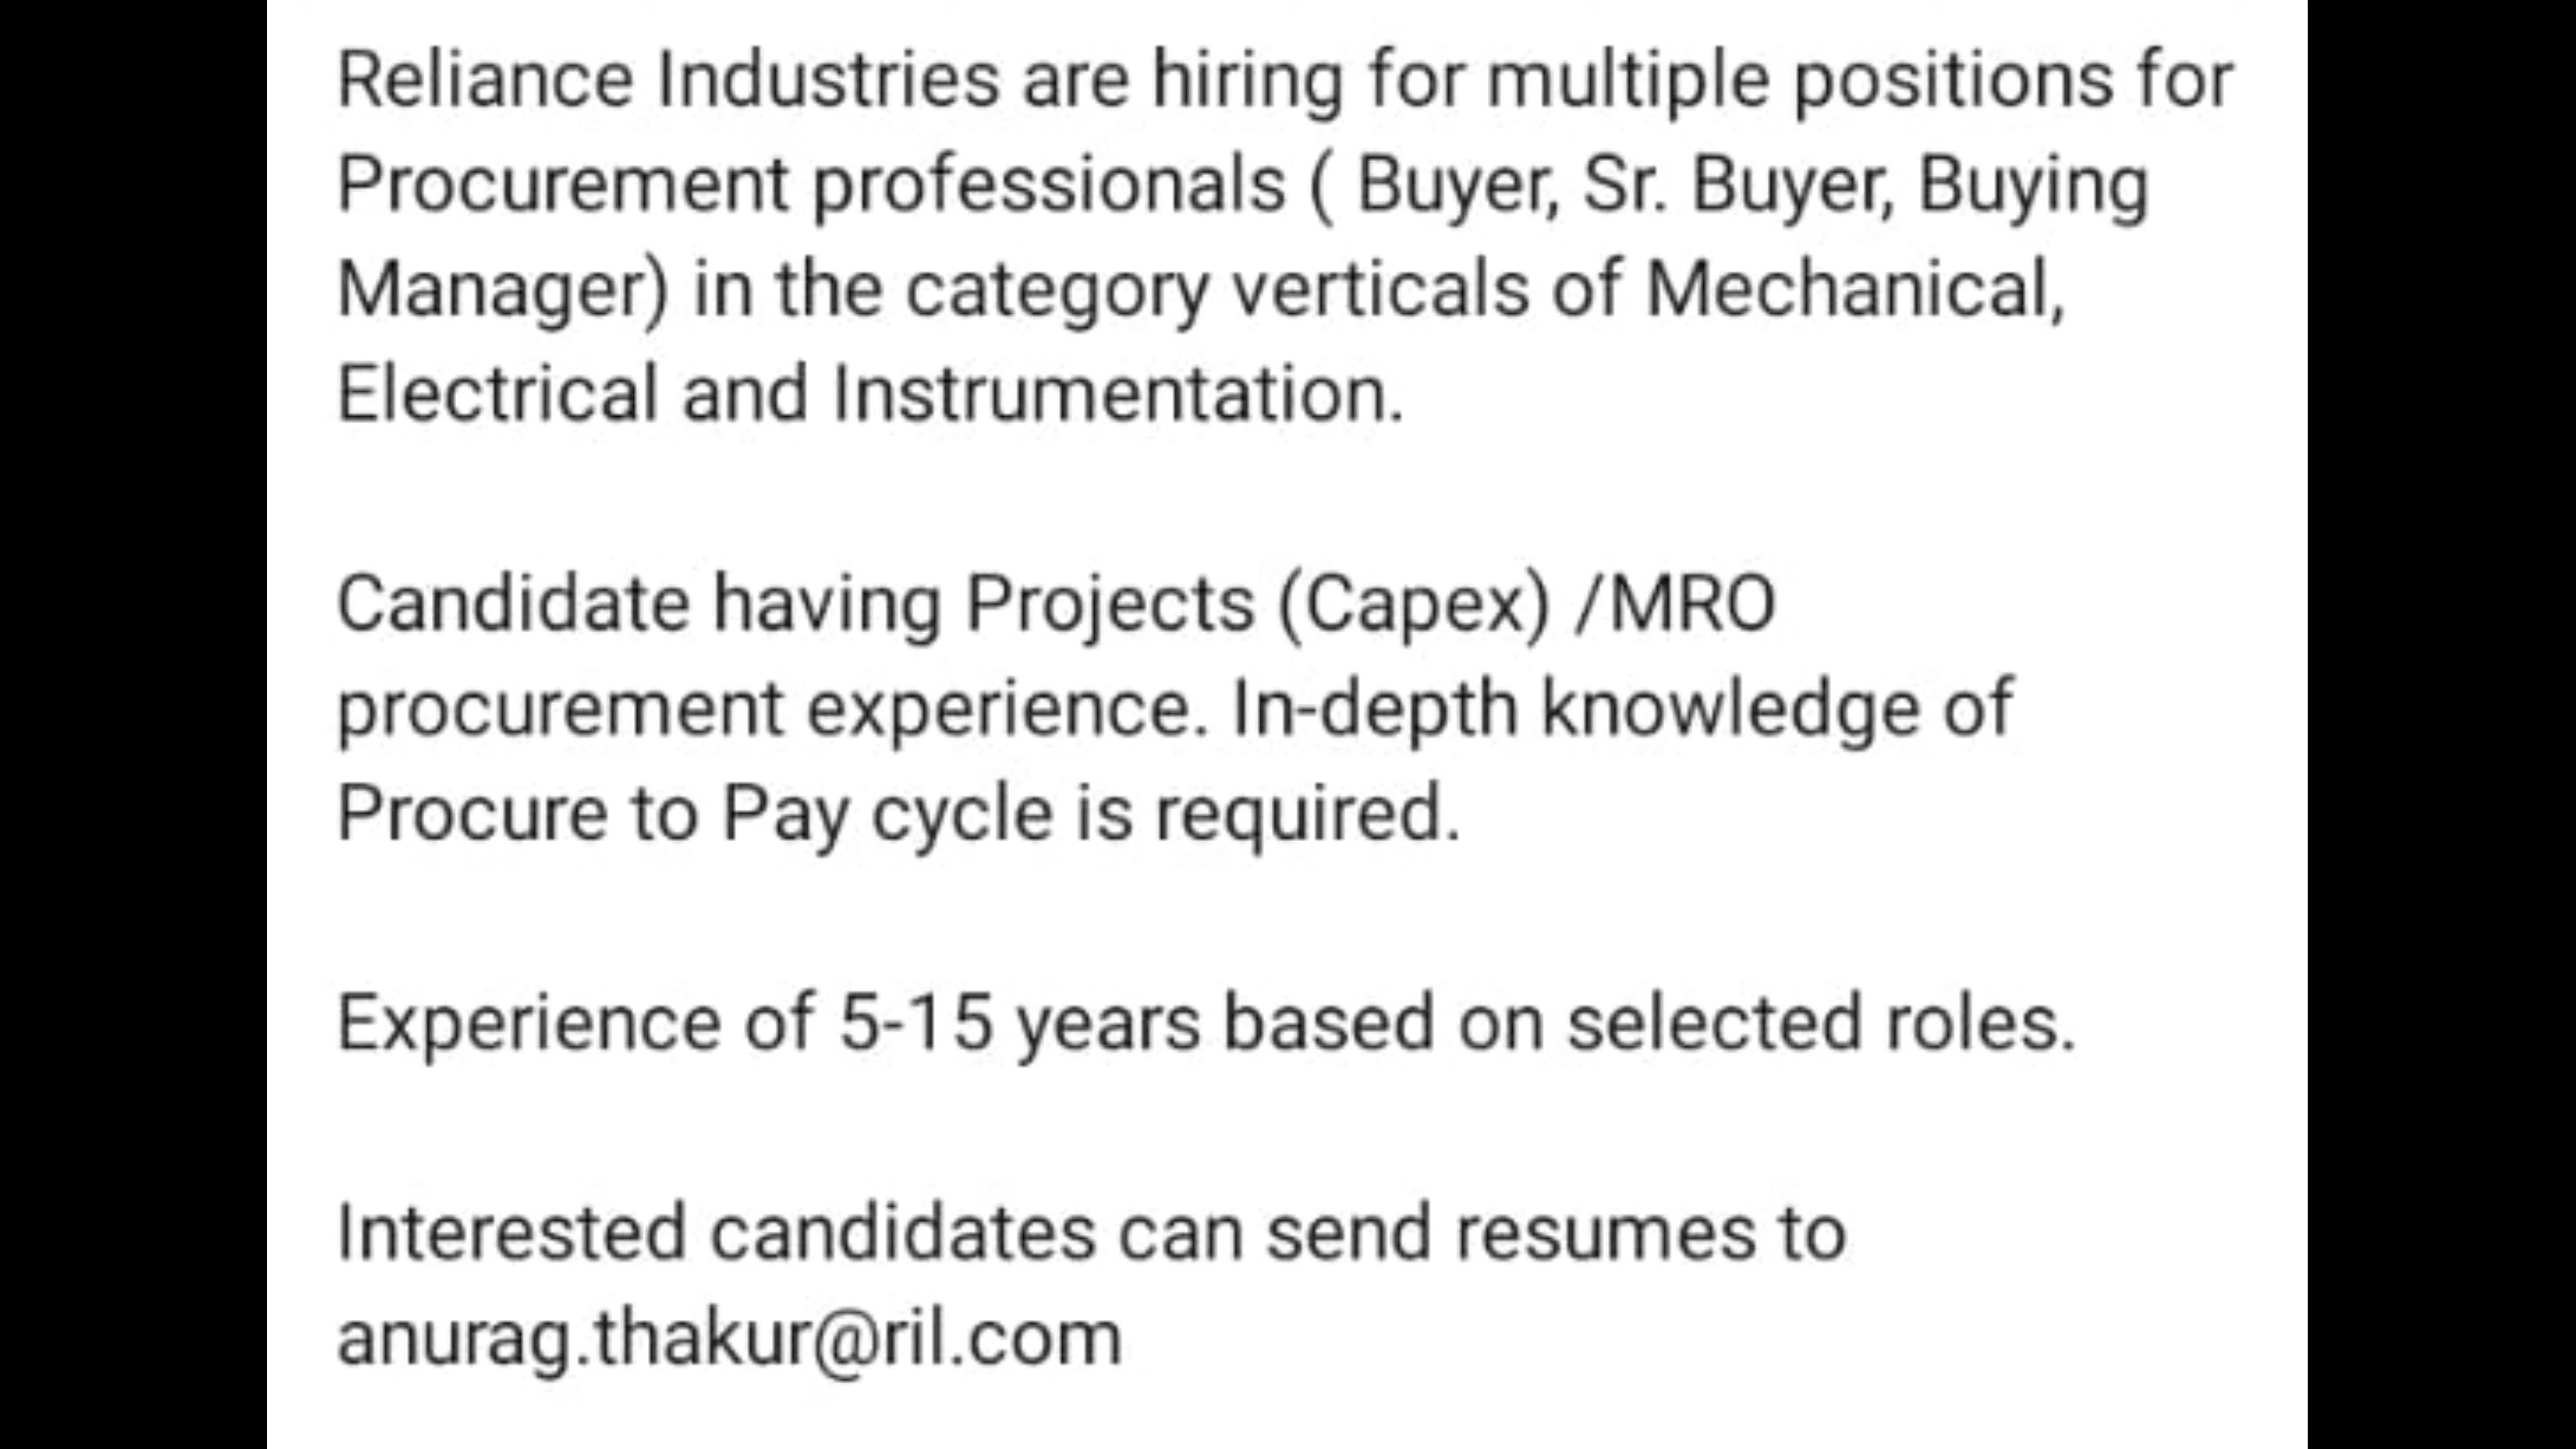 Reliance Industries are hiring for multiple positions for
Procurement professionals ( Buyer, Sr. Buyer, Buying
Manager) in the category verticals of Mechanical,
Electrical and Instrumentation.
Candidate having Projects (Capex) /MRO
procurement experience. In-depth knowledge of
Procure to Pay cycle is required.
Experience of 5-15 years based on selected roles.
Interested candidates can send resumes to
anurag.thakur@ril.com